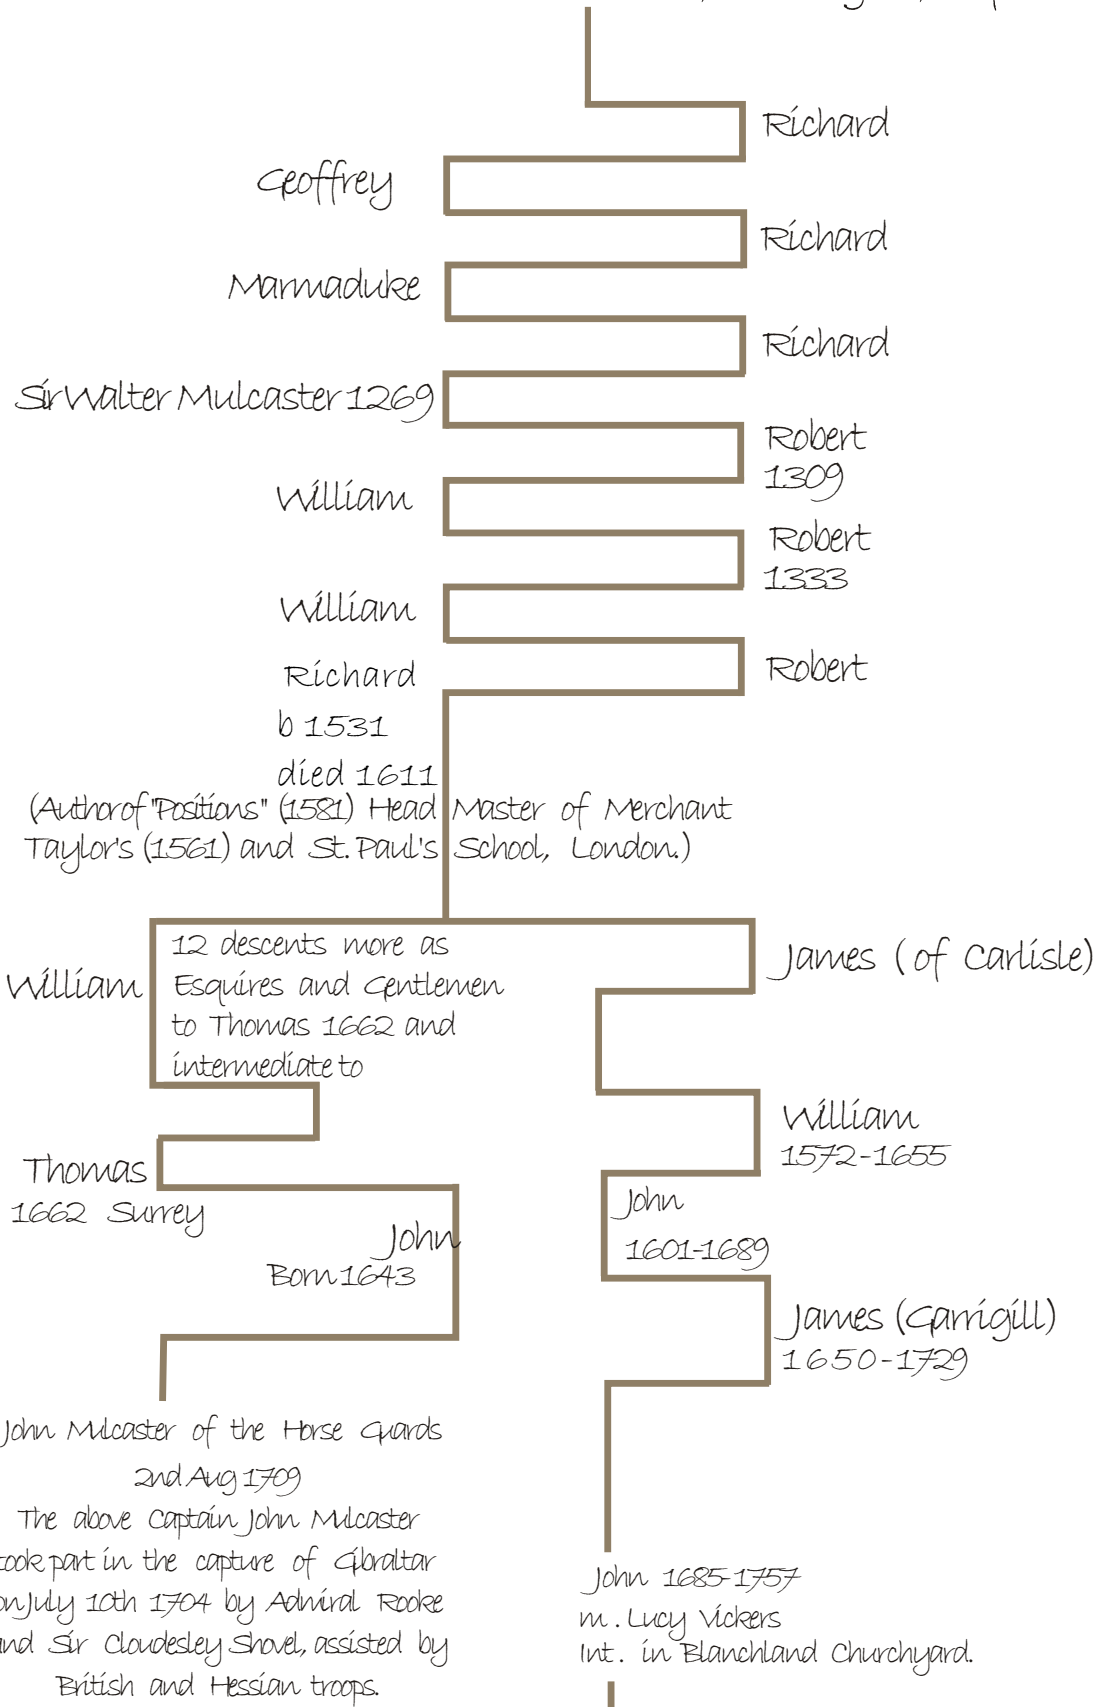 Richard
Geoffrey
Richard
Marmaduke
Richard
Sir Walter Mulcaster 1269
Robert
1309
William
Robert
1333
William
Robert
Richard
b 1531
died 1611
(Author of "Positions" (1581) Head Master of Merchant
Taylor's (1561) and St. Paul's School, London.)
12 descents more as
Esquires and Gentlemen
to Thomas 1662 and
intermediate to
William
James (of Carlisle)
William
1572-1655
Thomas
1662 Surrey
John
1601-1689
John
Born 1643
James (Garrigill)
1650-1729
John Mulcaster of the Horse Guards
2nd Aug 1709
The above Captain John Mulcaster
took part in the capture of Gibraltar
on July 10th 1704 by Admiral Rooke
and Sir Cloudesley Shovel, assisted by
British and Hessian troops.
John 1685-1757
m. Lucy Vickers
Int. in Blanchland Churchyard.